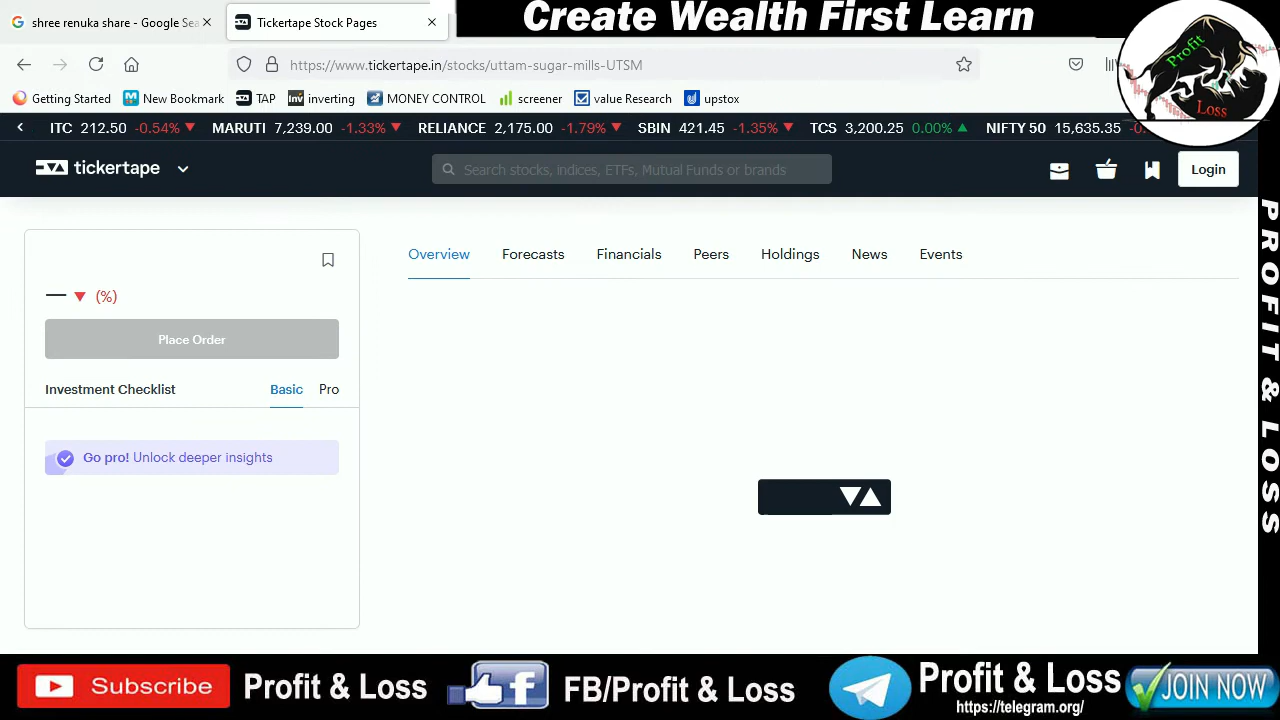 shree renuka share - Google Sea
Tickertape Stock Pages
Create Wealth First Learn
Profit
Loss
https://www.tickertape.in/stocks/uttam-sugar-mills-UTSM
Getting Started
New Bookmark
TAP
inv inverting
MONEYCONTROL
screener
value Research
upstox
ITC 212.50 -0.54%
MARUTI 7,239.00 -1.33%
RELIANCE 2,175.00 -1.79%
SBIN 421.45 -1.35%
TCS 3,200.25 0.00%
NIFTY 50 15,635.35
tickertape
Search stocks, indices, ETFs, Mutual Funds or brands
Login
PROFIT & LOSS
Overview
Forecasts
Financials
Peers
Holdings
News
Events
— (%)
Place Order
Investment Checklist
Basic
Pro
Go pro! Unlock deeper insights
Subscribe
Profit & Loss
FB/Profit & Loss
Profit & Loss
https://telegram.org/
JOIN NOW